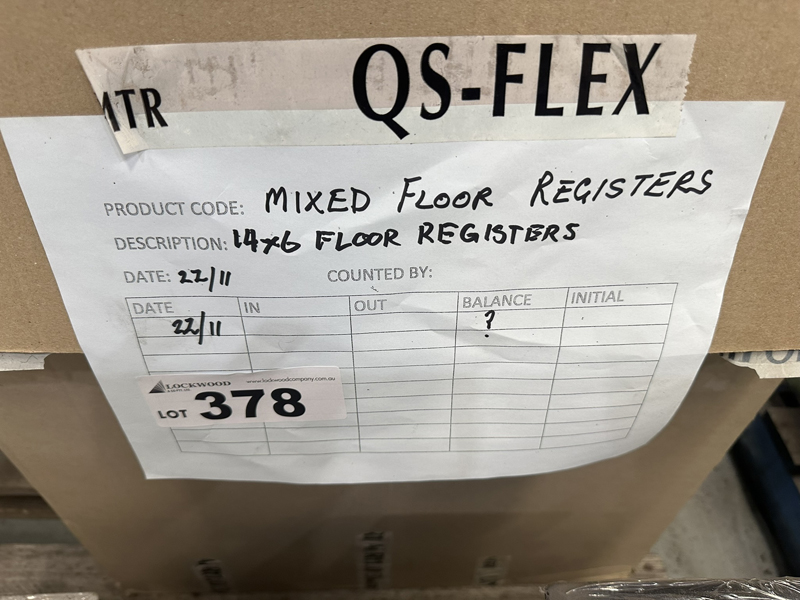 MTR
QS-FLEX
PRODUCT CODE: MIXED FLOOR REGISTERS
DESCRIPTION: 14x6 FLOOR REGISTERS
DATE: 22/11 COUNTED BY:
DATE IN OUT BALANCE INITIAL
22/11 ?
LOCKWOOD www.lockwoodcompany.com.au
LOT 378